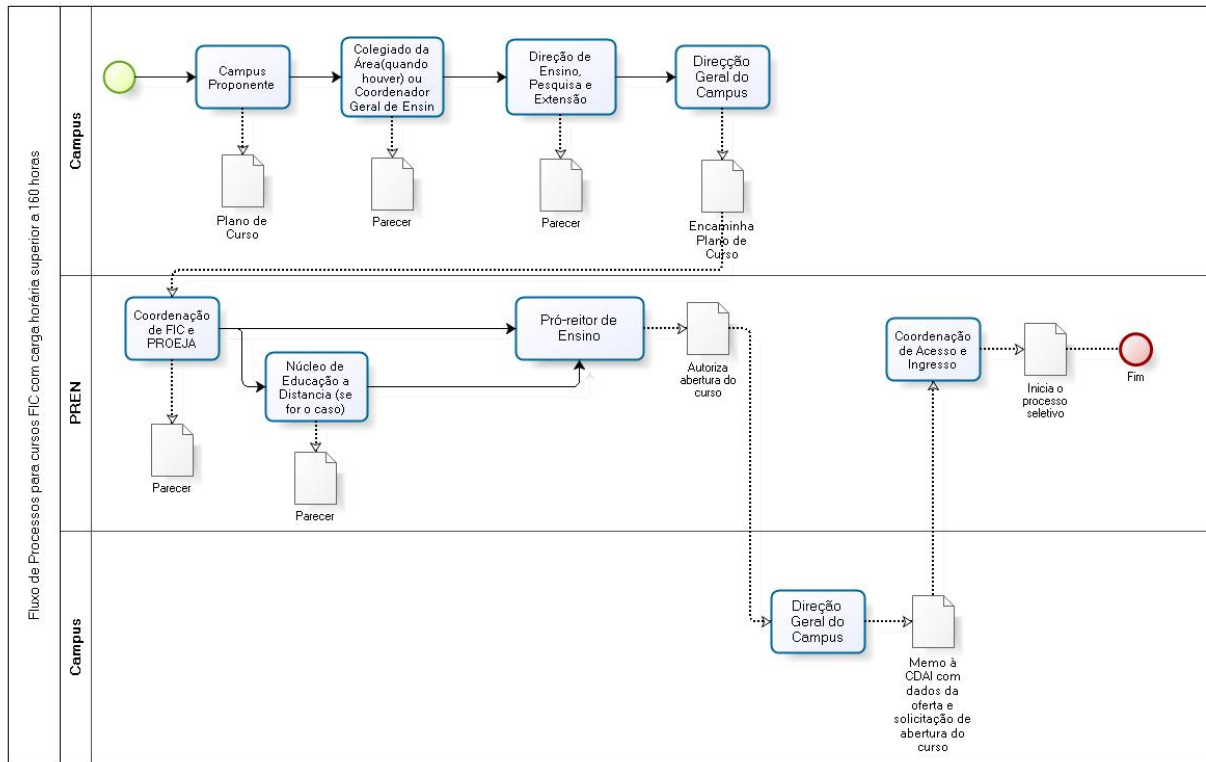 Fluxo de Processos para cursos FIC com carga horária superior a 160 horas
Campus
Campus
Proponente
Colegiado da
Área(quando
houver) ou
Coordenador
Geral de Ensin
Direção de
Ensino,
Pesquisa e
Extensão
Direcção
Geral do
Campus
Plano de
Curso
Parecer
Parecer
Encaminha
Plano de
Curso
PREN
Coordenação
de FIC e
PROEJA
Núcleo de
Educação a
Distancia (se
for o caso)
Pró-reitor de
Ensino
Autoriza
abertura do
curso
Coordenação
de Acesso e
Ingresso
Inicia o
processo
seletivo
Fim
Parecer
Parecer
Campus
Direção
Geral do
Campus
Memo à
CDAI com
dados da
oferta e
solicitação de
abertura do
curso